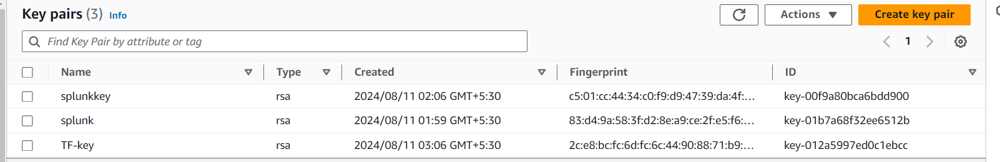 Key pairs (3) Info Actions Create key pair
Find Key Pair by attribute or tag 1
Name Type Created Fingerprint ID
splunkkey rsa 2024/08/11 02:06 GMT+5:30 c5:01:cc:44:34:c0:f9:d9:47:39:da:4f:... key-00f9a80bca6bdd900
splunk rsa 2024/08/11 01:59 GMT+5:30 83:d4:9a:58:3f:d2:8e:a9:ce:2f:e5:f6:... key-01b7a68f32ee6512b
TF-key rsa 2024/08/11 03:06 GMT+5:30 2c:e8:bc:fc:6d:fc:6c:44:90:88:71:b9:... key-012a5997ed0c1ebcc